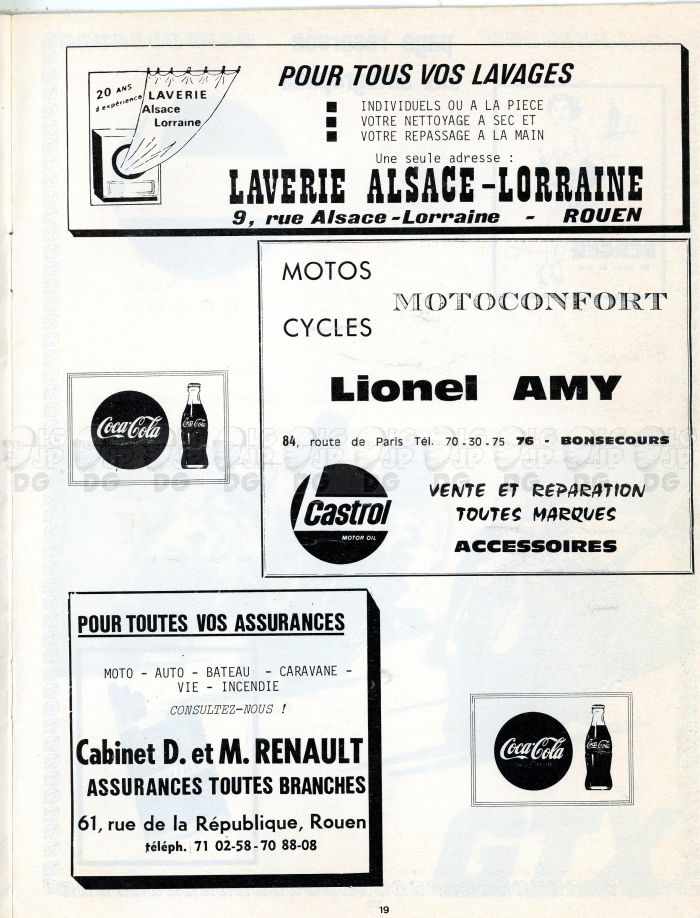 POUR TOUS VOS LAVAGES
20 ANS
d'expérience
LAVERIE
Alsace
Lorraine
INDIVIDUELS OU A LA PIECE
VOTRE NETTOYAGE A SEC ET
VOTRE REPASSAGE A LA MAIN
Une seule adresse :
LAVERIE ALSACE-LORRAINE
9, rue Alsace-Lorraine - ROUEN
MOTOS
MOTOCONFORT
CYCLES
Lionel AMY
84, route de Paris Tél. 70-30-75 76 - BONSECOURS
Castrol
MOTOR OIL
VENTE ET REPARATION
TOUTES MARQUES
ACCESSOIRES
Coca-Cola
Coca-Cola
POUR TOUTES VOS ASSURANCES
MOTO - AUTO - BATEAU - CARAVANE -
VIE - INCENDIE
CONSULTEZ-NOUS !
Cabinet D. et M. RENAULT
ASSURANCES TOUTES BRANCHES
61, rue de la République, Rouen
téléph. 71 02-58 - 70 88-08
Coca-Cola
Coca-Cola
19